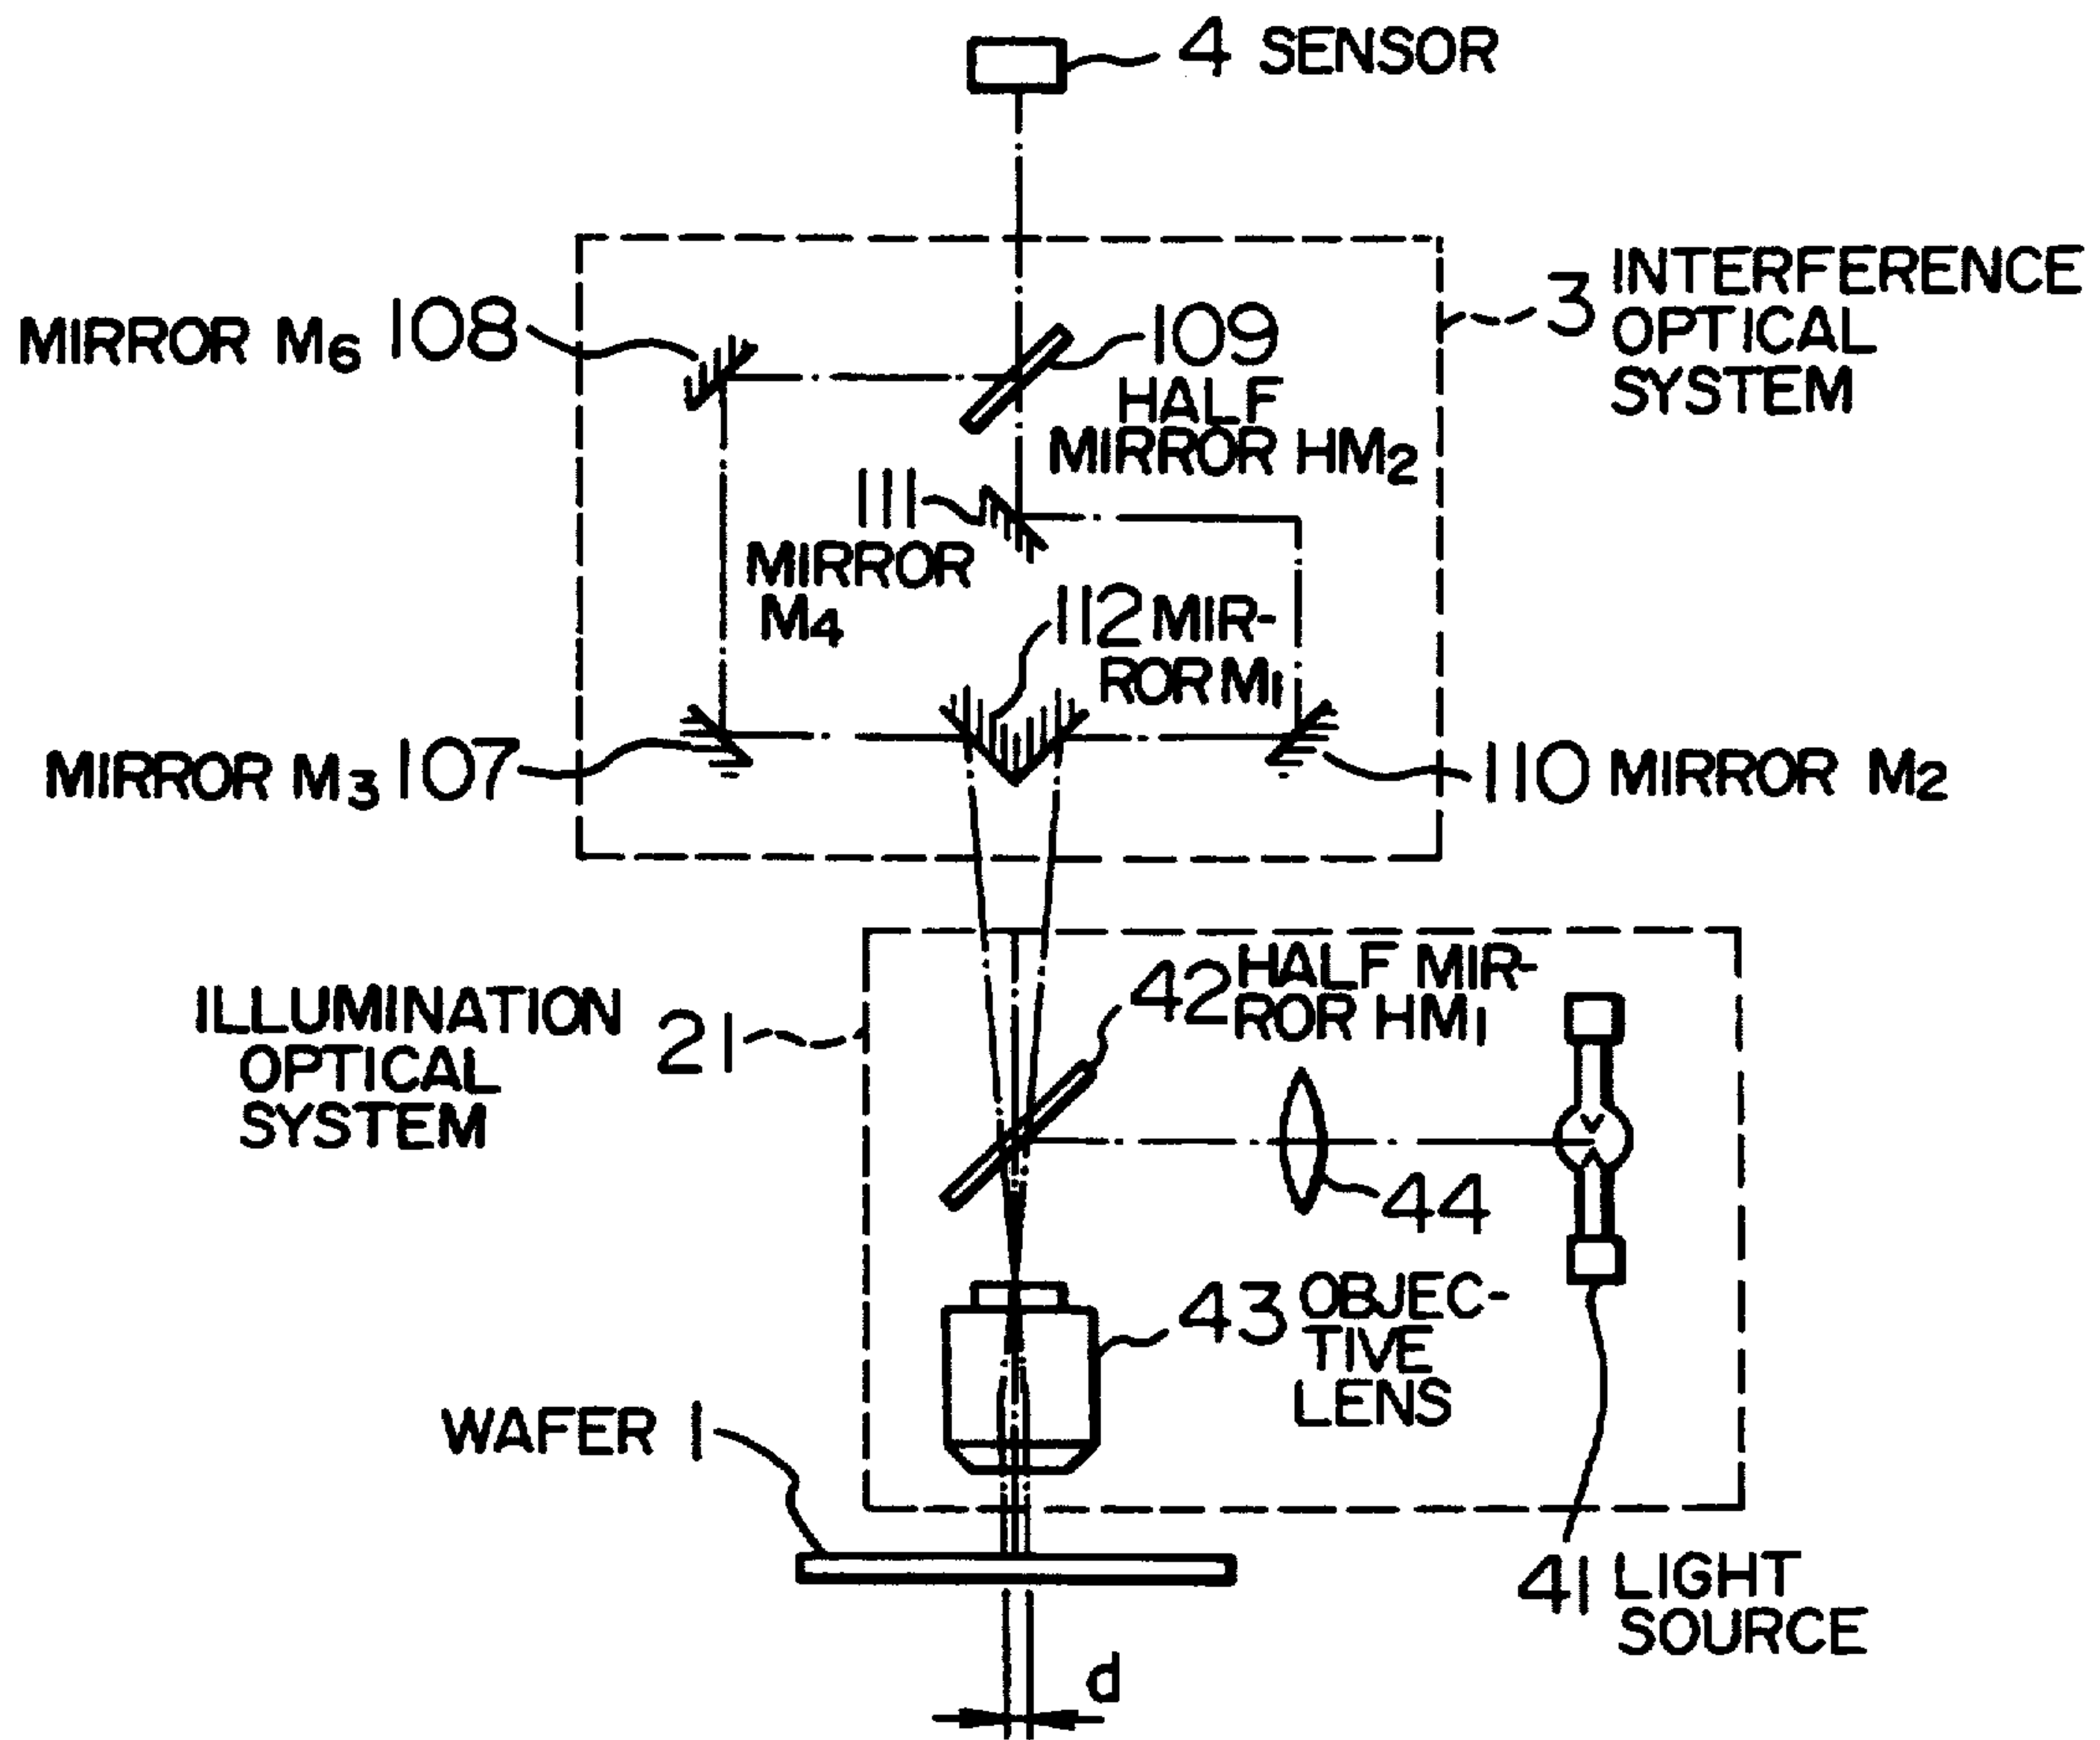 4 SENSOR
3 INTERFERENCE
OPTICAL
SYSTEM
MIRROR M6 108
109
HALF
MIRROR HM2
111
MIRROR
M4
112 MIR-
ROR M1
MIRROR M3 107
110 MIRROR M2
ILLUMINATION
OPTICAL
SYSTEM
21
42 HALF MIR-
ROR HM1
44
43 OBJEC-
TIVE
LENS
WAFER 1
41 LIGHT
SOURCE
d